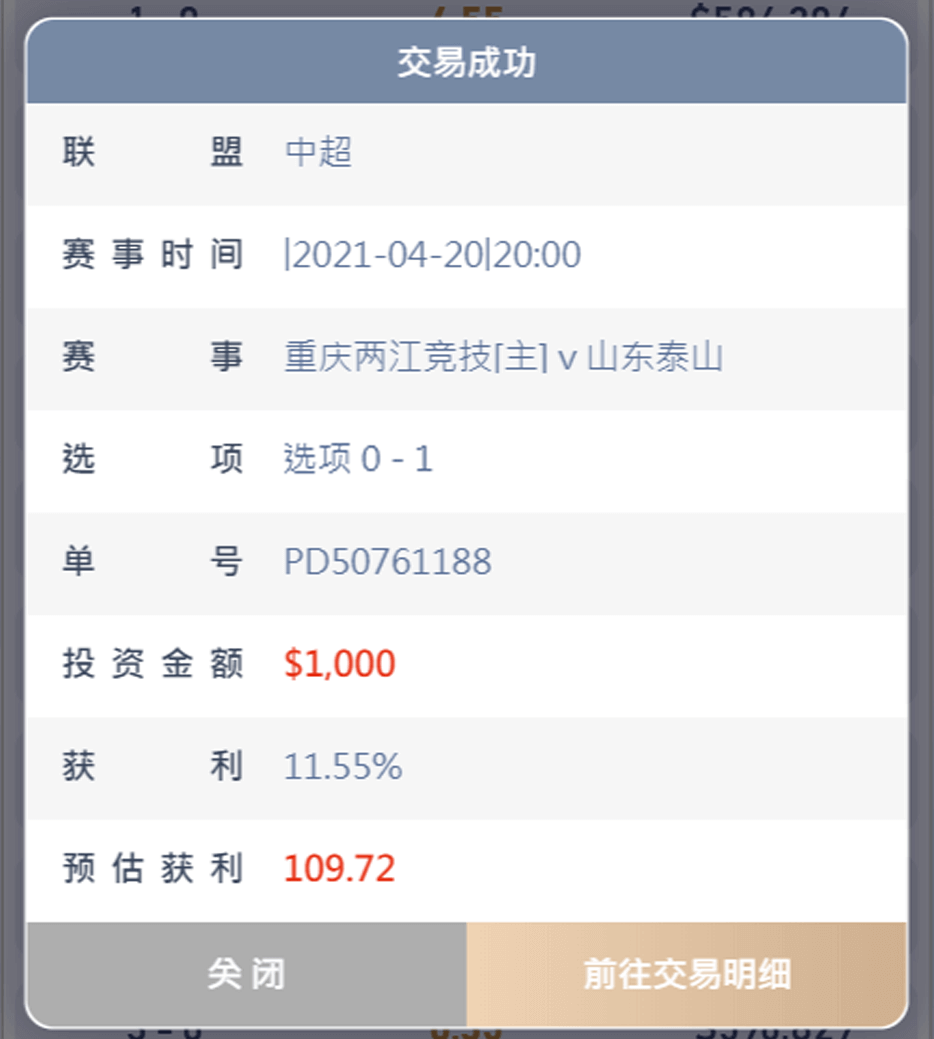 交易成功
联盟 中超
赛事时间 |2021-04-20|20:00
赛事 重庆两江竞技[主] v 山东泰山
选项 选项 0 - 1
单号 PD50761188
投资金额 $1,000
获利 11.55%
预估获利 109.72
关闭 前往交易明细